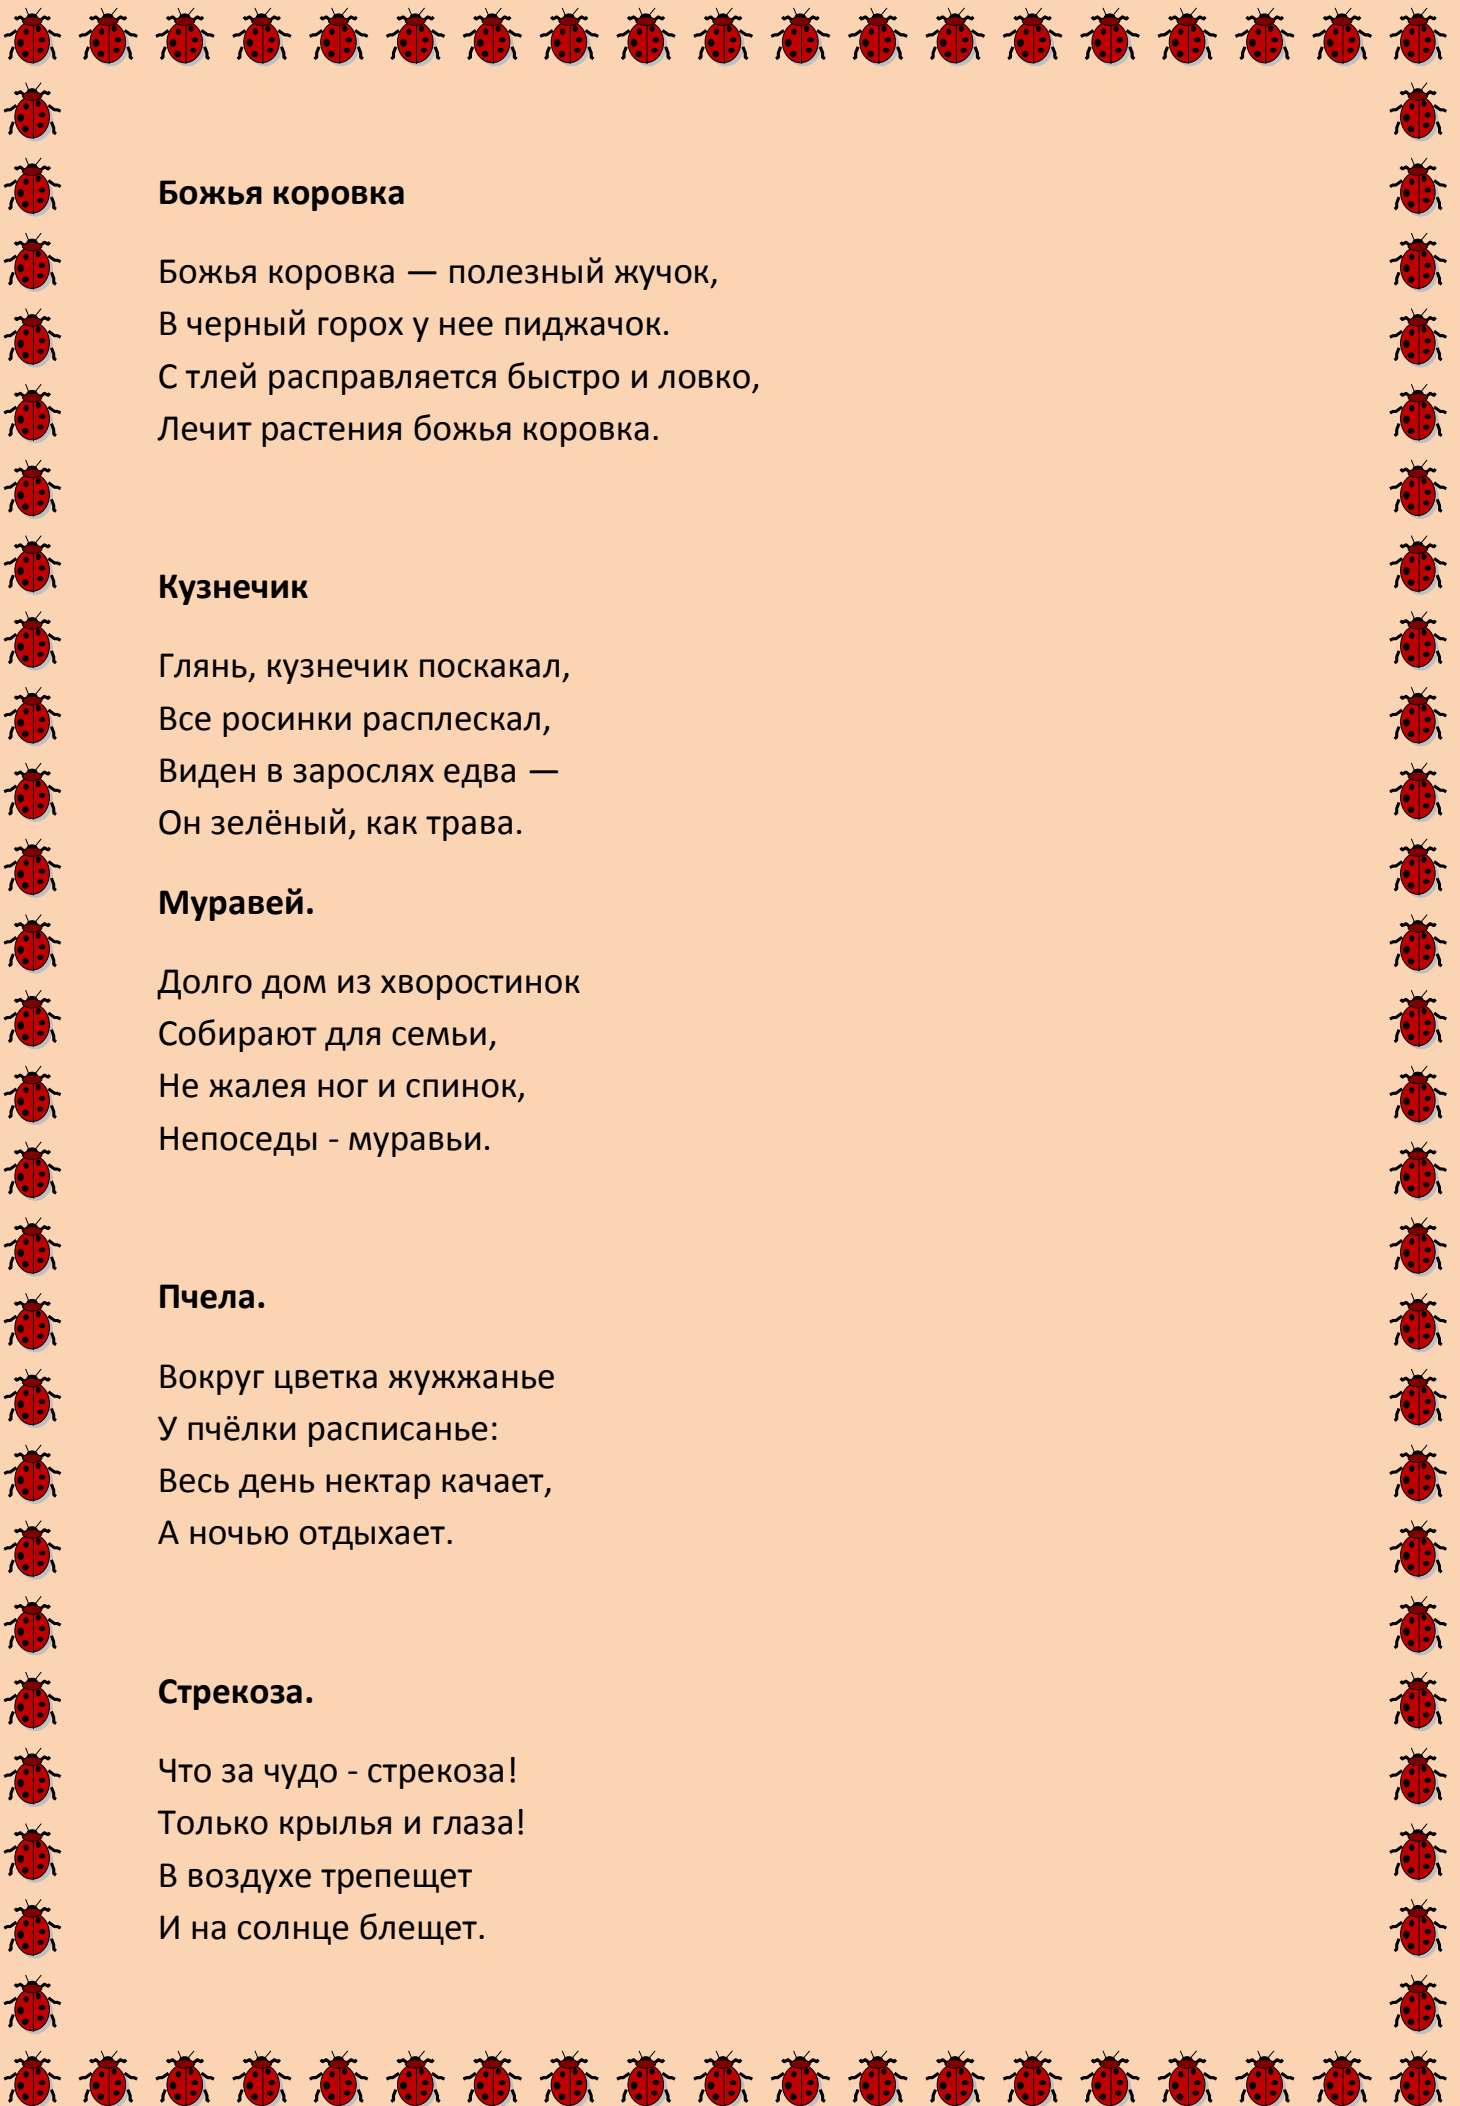 Божья коровка
Божья коровка — полезный жучок,
В черный горох у нее пиджачок.
С тлей расправляется быстро и ловко,
Лечит растения божья коровка.
Кузнечик
Глянь, кузнечик поскакал,
Все росинки расплескал,
Виден в зарослях едва —
Он зелёный, как трава.
Муравей.
Долго дом из хворостинок
Собирают для семьи,
Не жалея ног и спинок,
Непоседы - муравьи.
Пчела.
Вокруг цветка жужжанье
У пчёлки расписанье:
Весь день нектар качает,
А ночью отдыхает.
Стрекоза.
Что за чудо - стрекоза!
Только крылья и глаза!
В воздухе трепещет
И на солнце блещет.